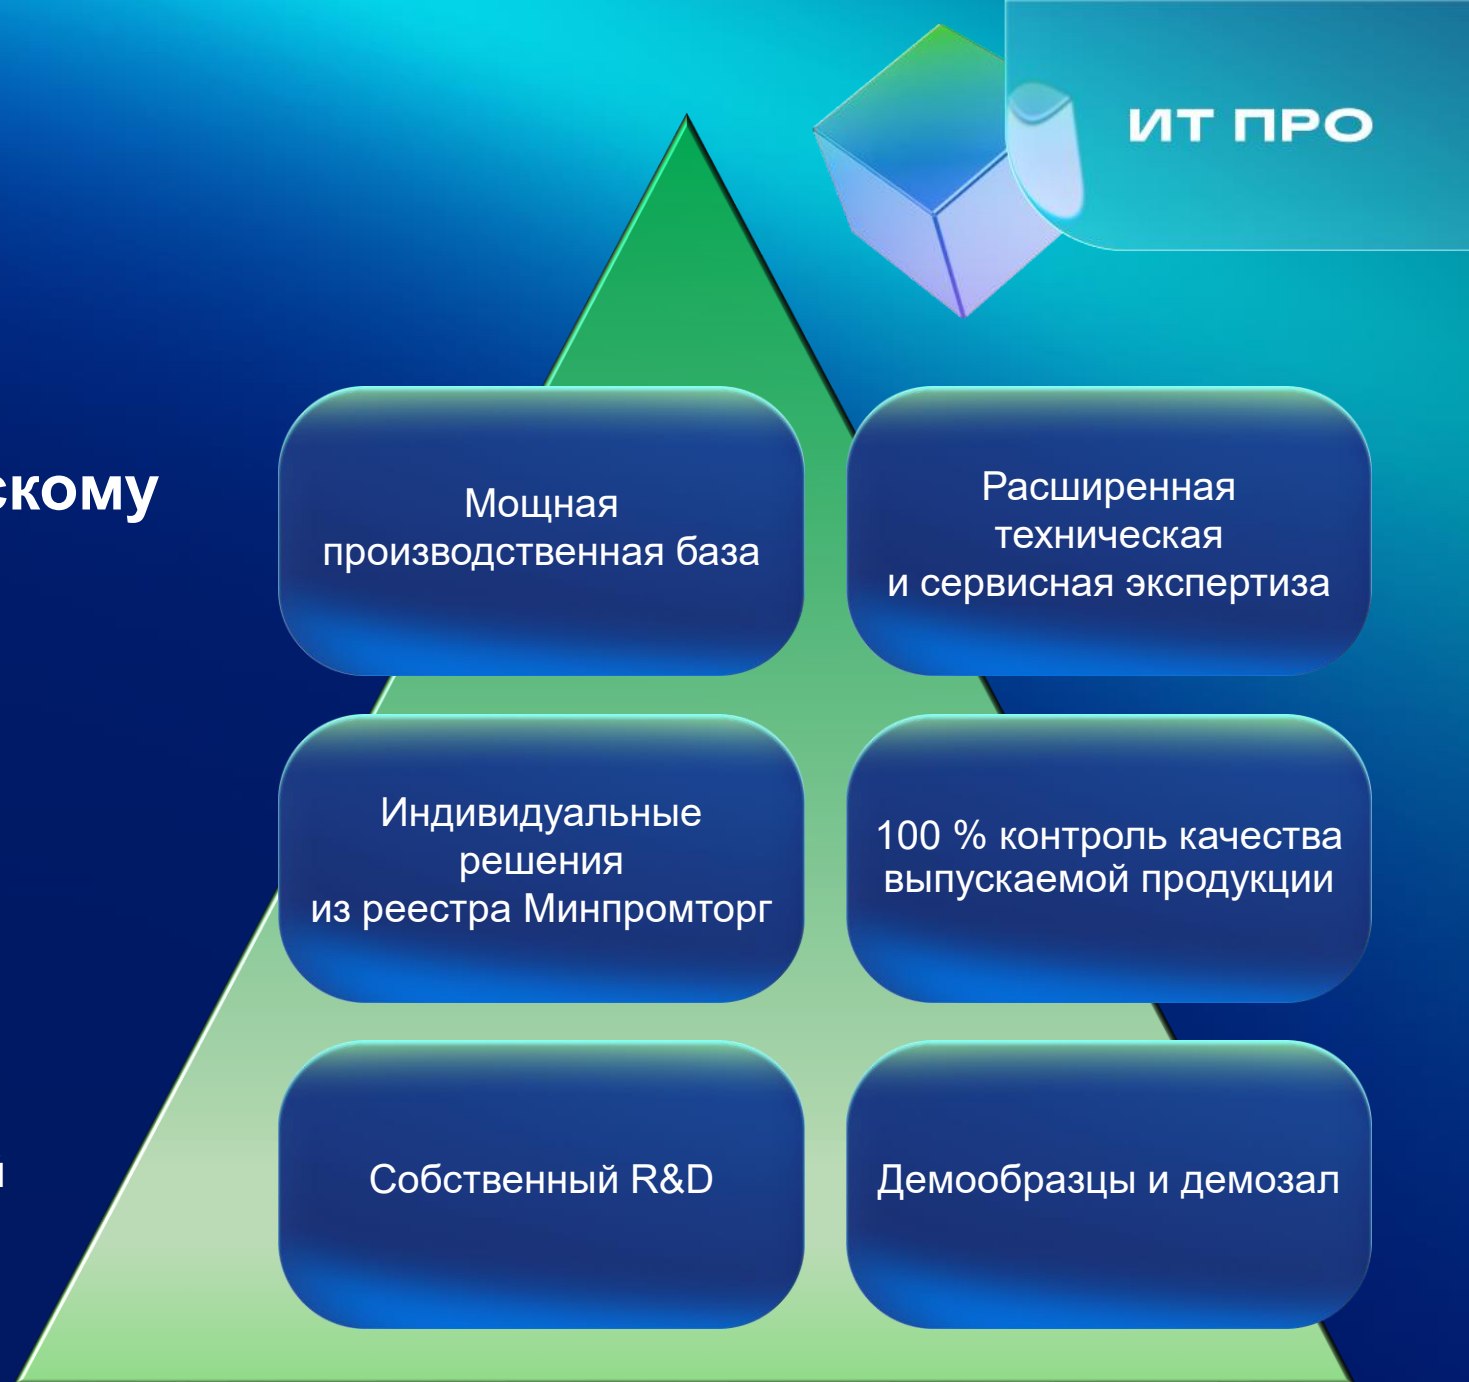 ИТ ПРО
скому
Мощная
производственная база
Расширенная
техническая
и сервисная экспертиза
Индивидуальные
решения
из реестра Минпромторг
100 % контроль качества
выпускаемой продукции
Собственный R&D
Демообразцы и демозал